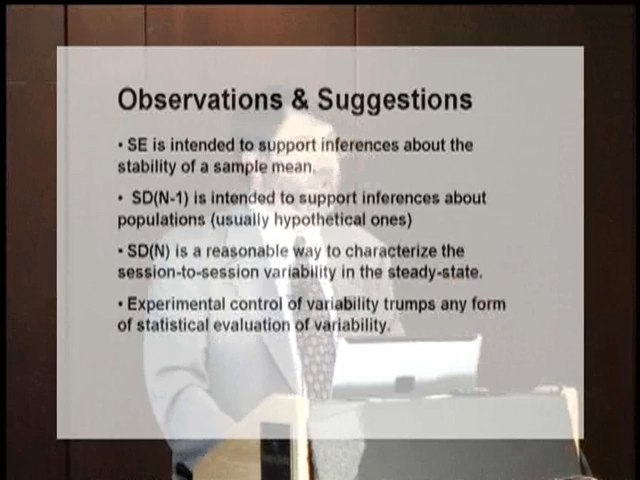 Observations & Suggestions
• SE is intended to support inferences about the
stability of a sample mean.
• SD(N-1) is intended to support inferences about
populations (usually hypothetical ones)
• SD(N) is a reasonable way to characterize the
session-to-session variability in the steady-state.
• Experimental control of variability trumps any form
of statistical evaluation of variability.